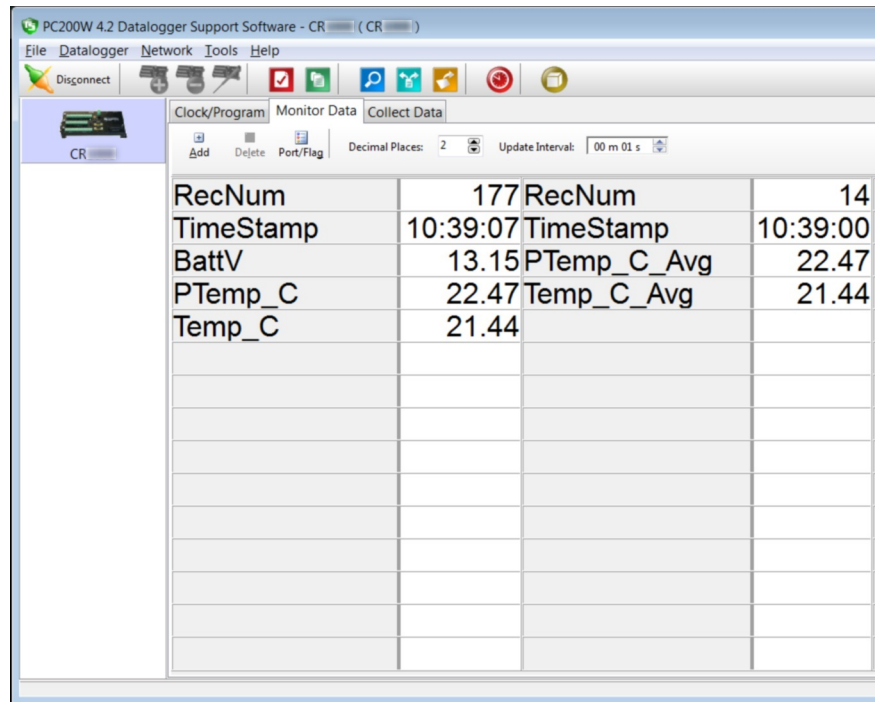 PC200W 4.2 Datalogger Support Software - CR ( CR )
File Datalogger Network Tools Help
Disconnect
Clock/Program Monitor Data Collect Data
Add Delete Port/Flag Decimal Places: 2 Update Interval: 00 m 01 s
CR
RecNum 177 RecNum 14
TimeStamp 10:39:07 TimeStamp 10:39:00
BattV 13.15 PTemp_C_Avg 22.47
PTemp_C 22.47 Temp_C_Avg 21.44
Temp_C 21.44